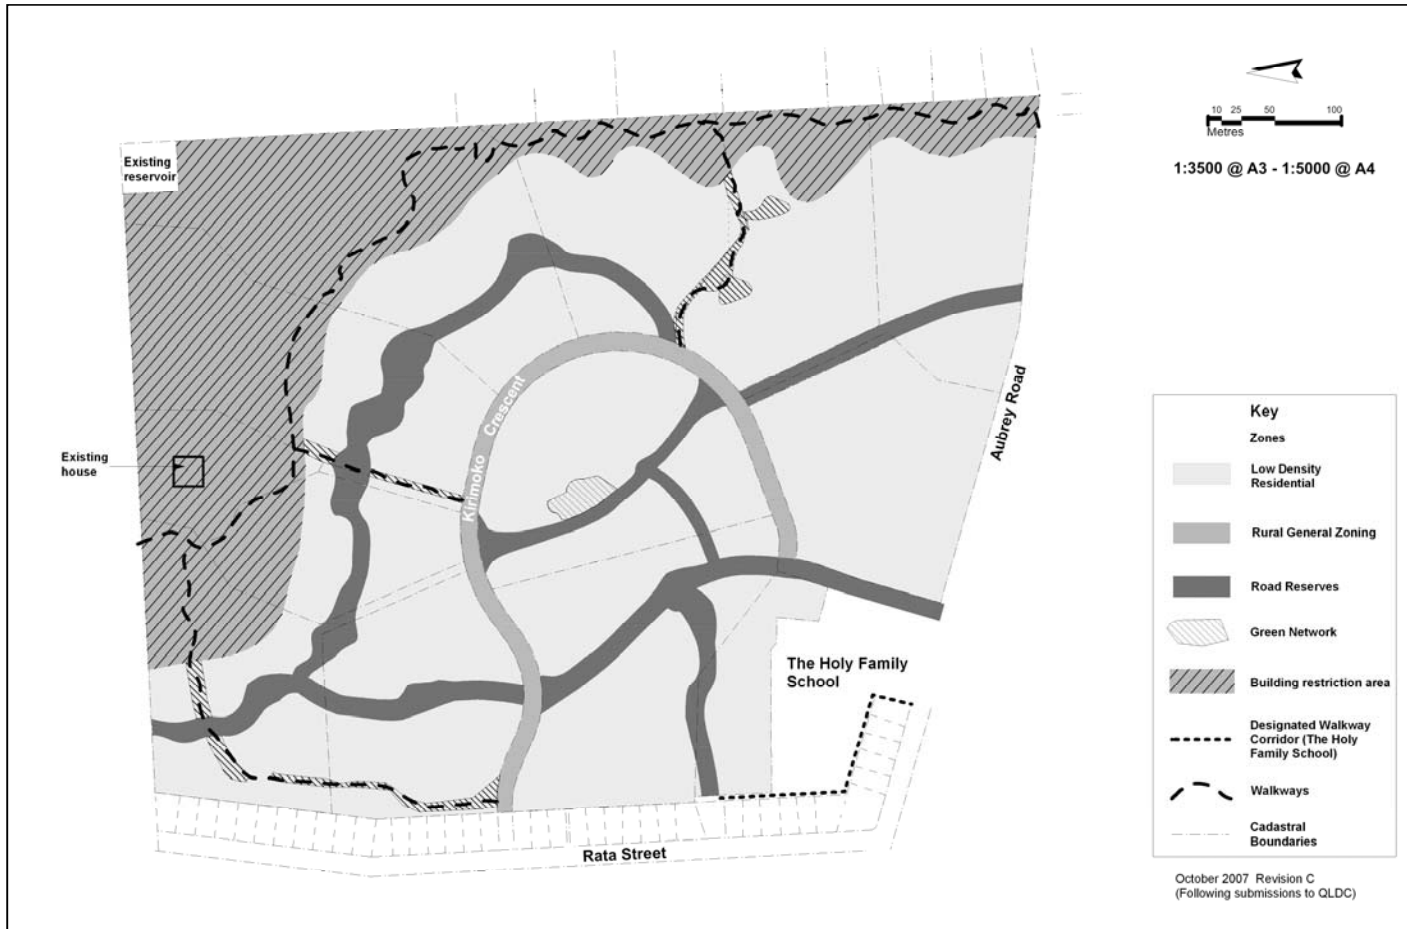 Existing
reservoir
10 25 50 100
Metres
1:3500 @ A3 - 1:5000 @ A4
Kirimoko Crescent
Aubrey Road
Existing
house
The Holy Family
School
Rata Street
Key
Zones
Low Density
Residential
Rural General Zoning
Road Reserves
Green Network
Building restriction area
Designated Walkway
Corridor (The Holy
Family School)
Walkways
Cadastral
Boundaries
October 2007 Revision C
(Following submissions to QLDC)